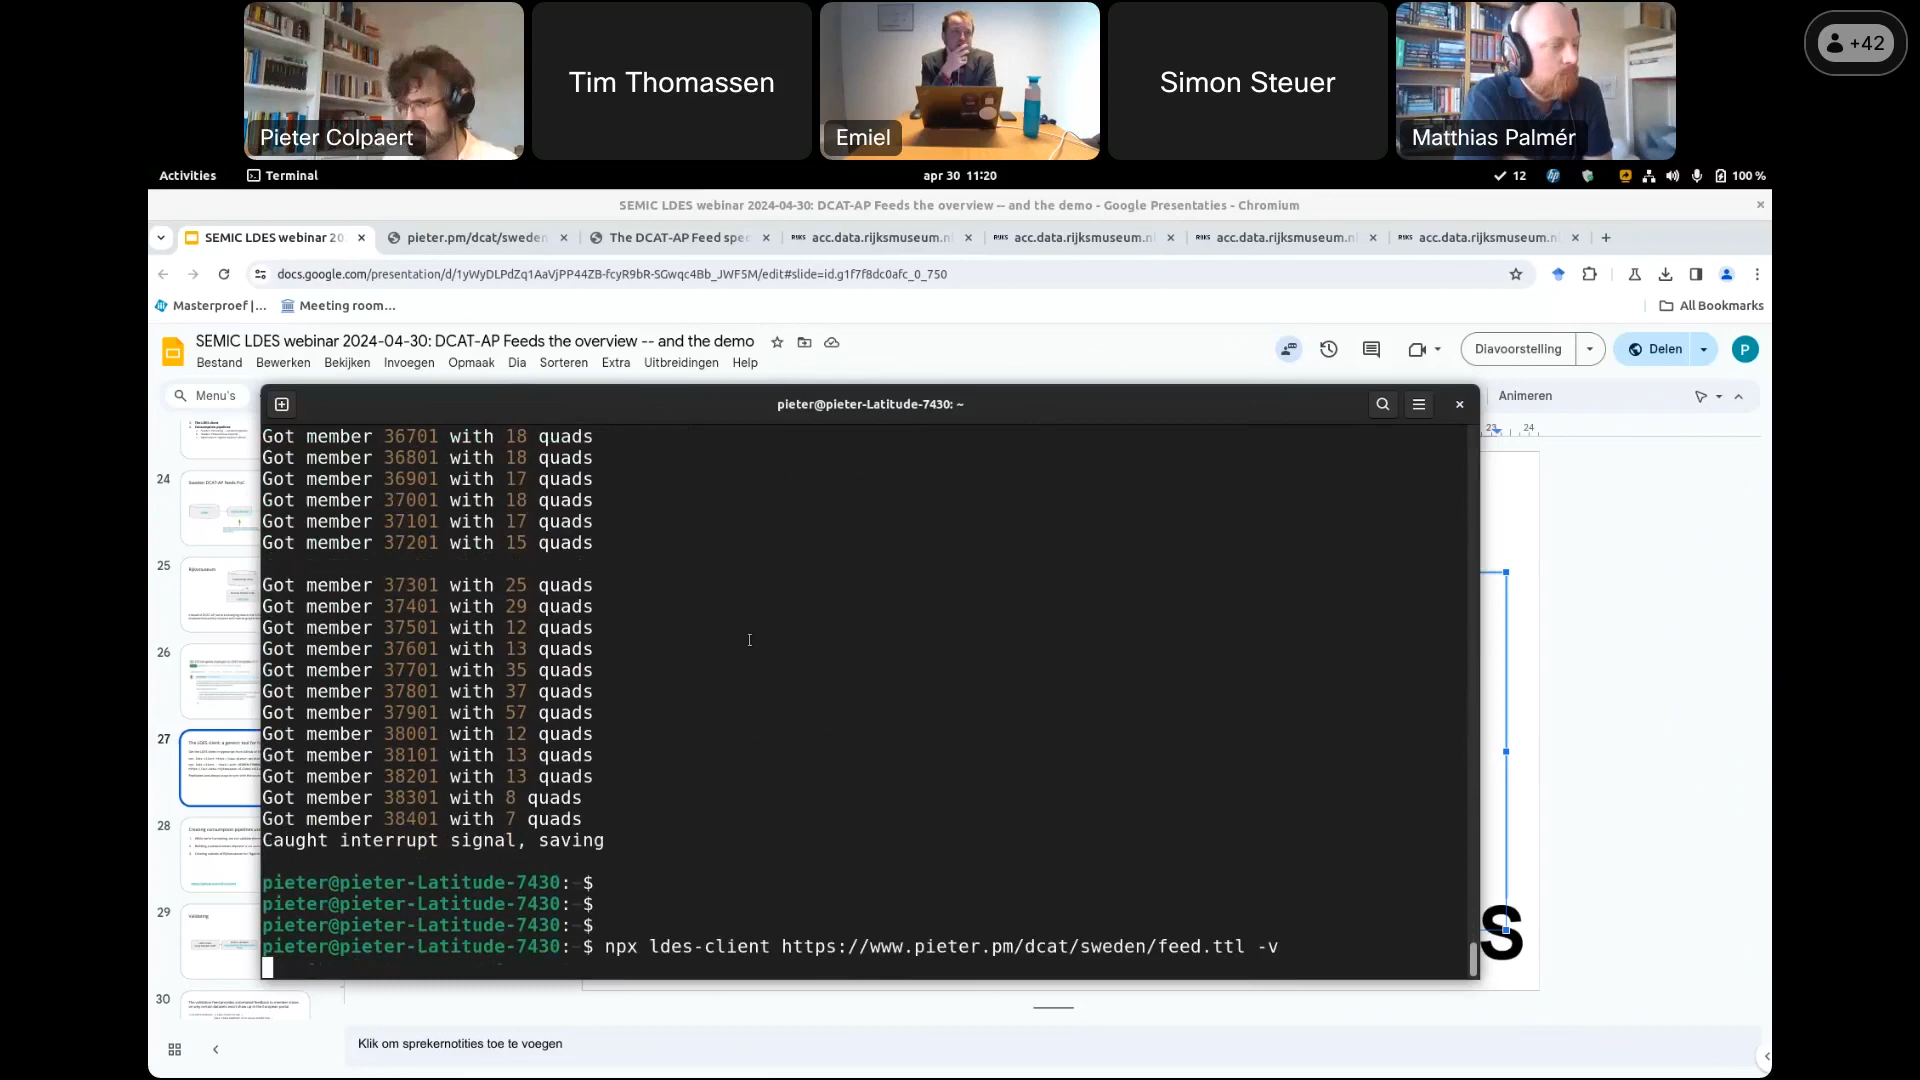 Pieter Colpaert
Tim Thomassen
Emiel
Simon Steuer
Matthias Palmér
+42
Activities
Terminal
apr 30 11:20
12
100 %
SEMIC LDES webinar 2024-04-30: DCAT-AP Feeds the overview -- and the demo - Google Presentaties - Chromium
SEMIC LDES webinar 20
pieter.pm/dcat/sweden
The DCAT-AP Feed spec
acc.data.rijksmuseum.n
acc.data.rijksmuseum.n
acc.data.rijksmuseum.n
acc.data.rijksmuseum.n
docs.google.com/presentation/d/1yWyDLPdZq1AaVjPP44ZB-fcyR9bR-SGwqc4Bb_JWF5M/edit#slide=id.g1f7f8dc0afc_0_750
Masterproef |...
Meeting room...
All Bookmarks
SEMIC LDES webinar 2024-04-30: DCAT-AP Feeds the overview -- and the demo
Bestand Bewerken Bekijken Invoegen Opmaak Dia Sorteren Extra Uitbreidingen Help
Diavoorstelling
Delen
P
Menu's
Animeren
pieter@pieter-Latitude-7430: ~
23
24
Got member 36701 with 18 quads
Got member 36801 with 18 quads
Got member 36901 with 17 quads
Got member 37001 with 18 quads
Got member 37101 with 17 quads
Got member 37201 with 15 quads
Got member 37301 with 25 quads
Got member 37401 with 29 quads
Got member 37501 with 12 quads
Got member 37601 with 13 quads
Got member 37701 with 35 quads
Got member 37801 with 37 quads
Got member 37901 with 57 quads
Got member 38001 with 12 quads
Got member 38101 with 13 quads
Got member 38201 with 13 quads
Got member 38301 with 8 quads
Got member 38401 with 7 quads
Caught interrupt signal, saving
pieter@pieter-Latitude-7430: $
pieter@pieter-Latitude-7430: $
pieter@pieter-Latitude-7430: $
pieter@pieter-Latitude-7430: $ npx ldes-client https://www.pieter.pm/dcat/sweden/feed.ttl -v
24
Sweden DCAT-AP feeds PoC
25
Rijksmuseum
26
27
28
29
Validating
30
S
Klik om sprekernotities toe te voegen